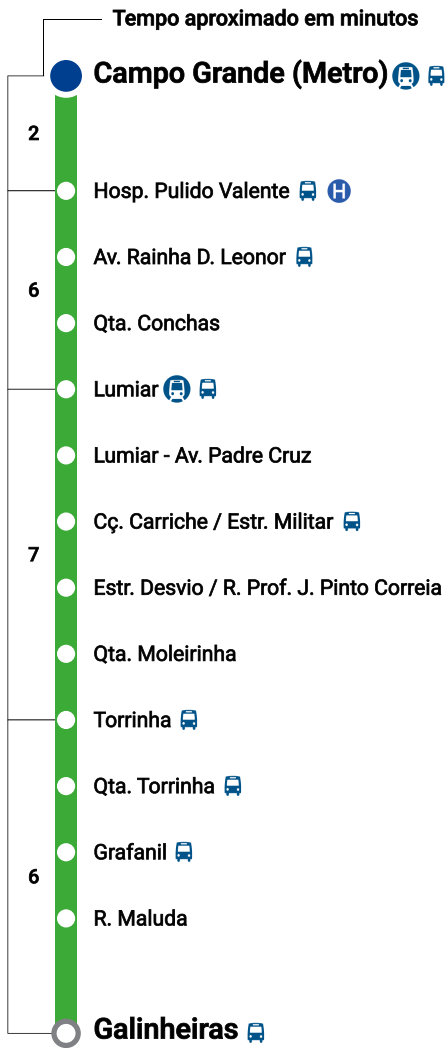 Tempo aproximado em minutos
Campo Grande (Metro)
2
Hosp. Pulido Valente H
Av. Rainha D. Leonor
6
Qta. Conchas
Lumiar
Lumiar - Av. Padre Cruz
Cç. Carriche / Estr. Militar
7
Estr. Desvio / R. Prof. J. Pinto Correia
Qta. Moleirinha
Torrinha
Qta. Torrinha
Grafanil
6
R. Maluda
Galinheiras